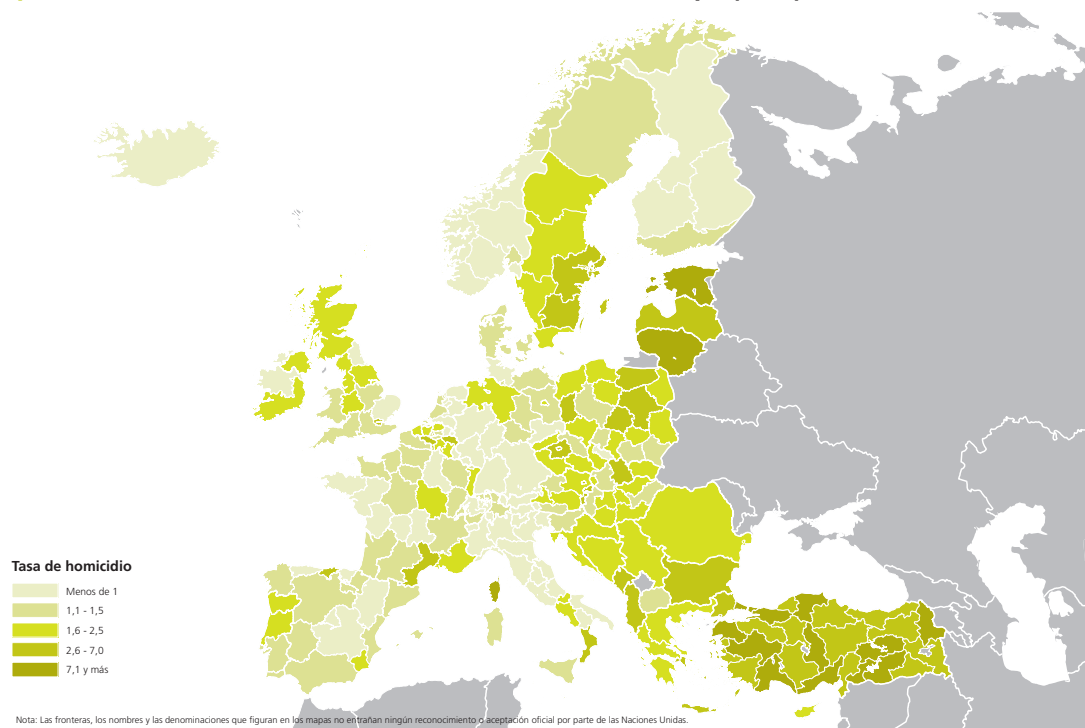 Tasa de homicidio
Menos de 1
1,1 - 1,5
1,6 - 2,5
2,6 - 7,0
7,1 y más
Nota: Las fronteras, los nombres y las denominaciones que figuran en los mapas no entrañan ningún reconocimiento o aceptación oficial por parte de las Naciones Unidas.